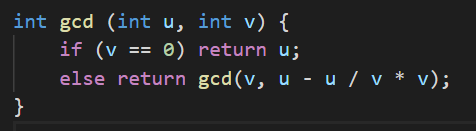 int gcd (int u, int v) {
    if (v == 0) return u;
    else return gcd(v, u - u / v * v);
}